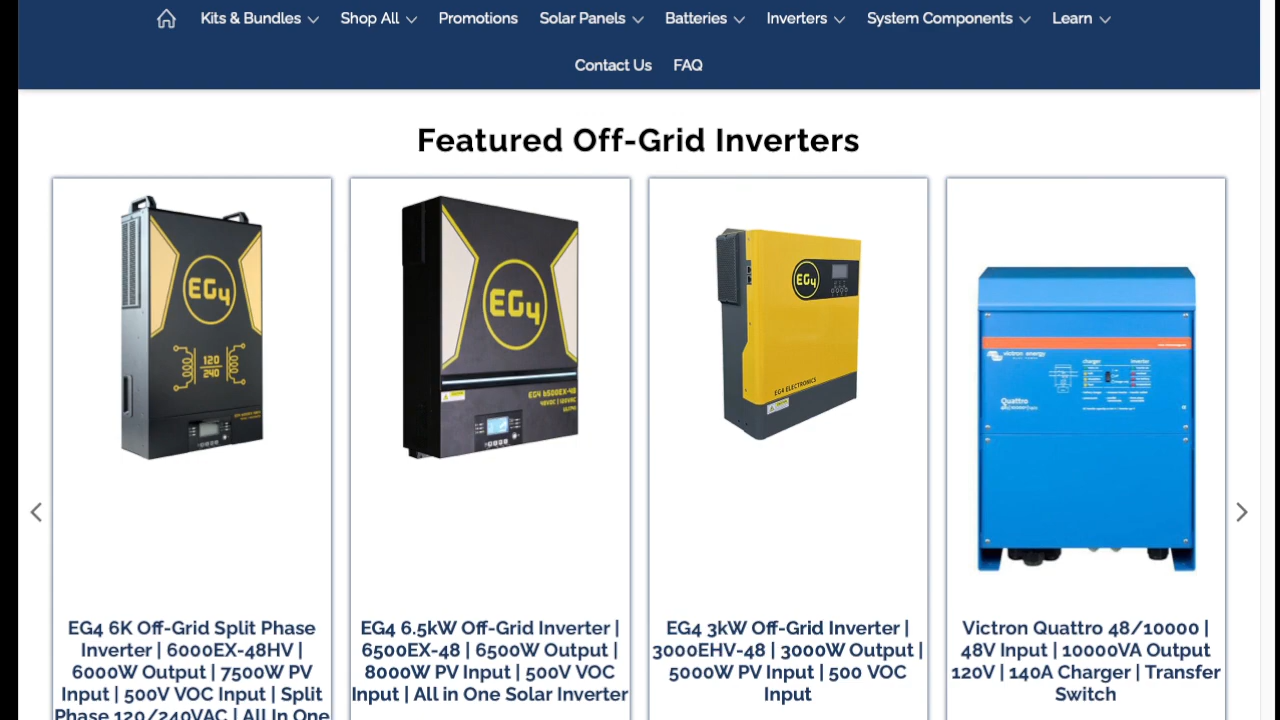 Kits & Bundles Shop All Promotions Solar Panels Batteries Inverters System Components Learn
Contact Us FAQ
Featured Off-Grid Inverters
EG4
120
240
EG4
EG4 6500EX-48
48VDC | 120VAC
EG4
EG4 ELECTRONICS
victron energy
charger
inverter
Quattro
EG4 6K Off-Grid Split Phase
Inverter | 6000EX-48HV |
6000W Output | 7500W PV
Input | 500V VOC Input | Split
Phase 120/240VAC | All In One
EG4 6.5kW Off-Grid Inverter |
6500EX-48 | 6500W Output |
8000W PV Input | 500V VOC
Input | All in One Solar Inverter
EG4 3kW Off-Grid Inverter |
3000EHV-48 | 3000W Output |
5000W PV Input | 500 VOC
Input
Victron Quattro 48/10000 |
48V Input | 10000VA Output
120V | 140A Charger | Transfer
Switch